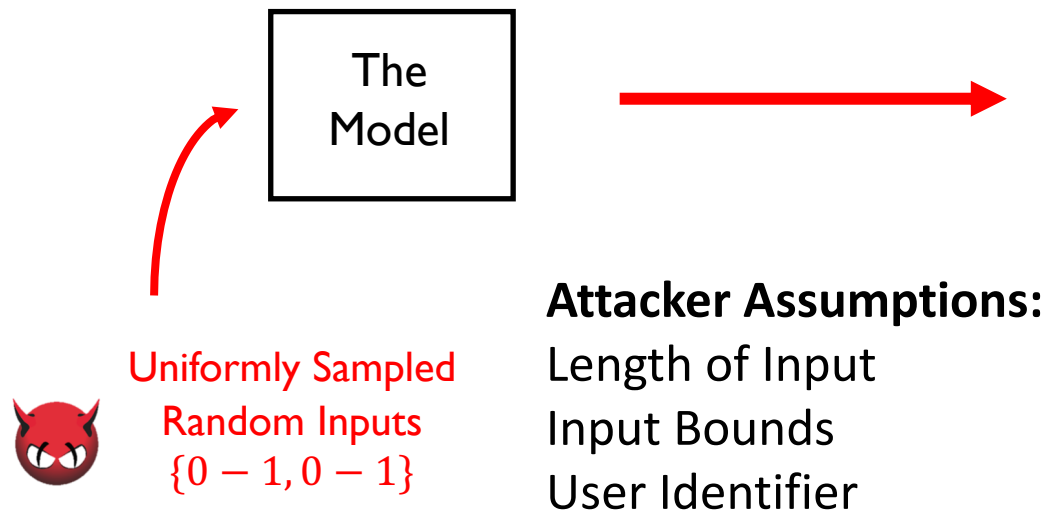 The
Model
Uniformly Sampled
Random Inputs
{0 − 1, 0 − 1}
Attacker Assumptions:
Length of Input
Input Bounds
User Identifier